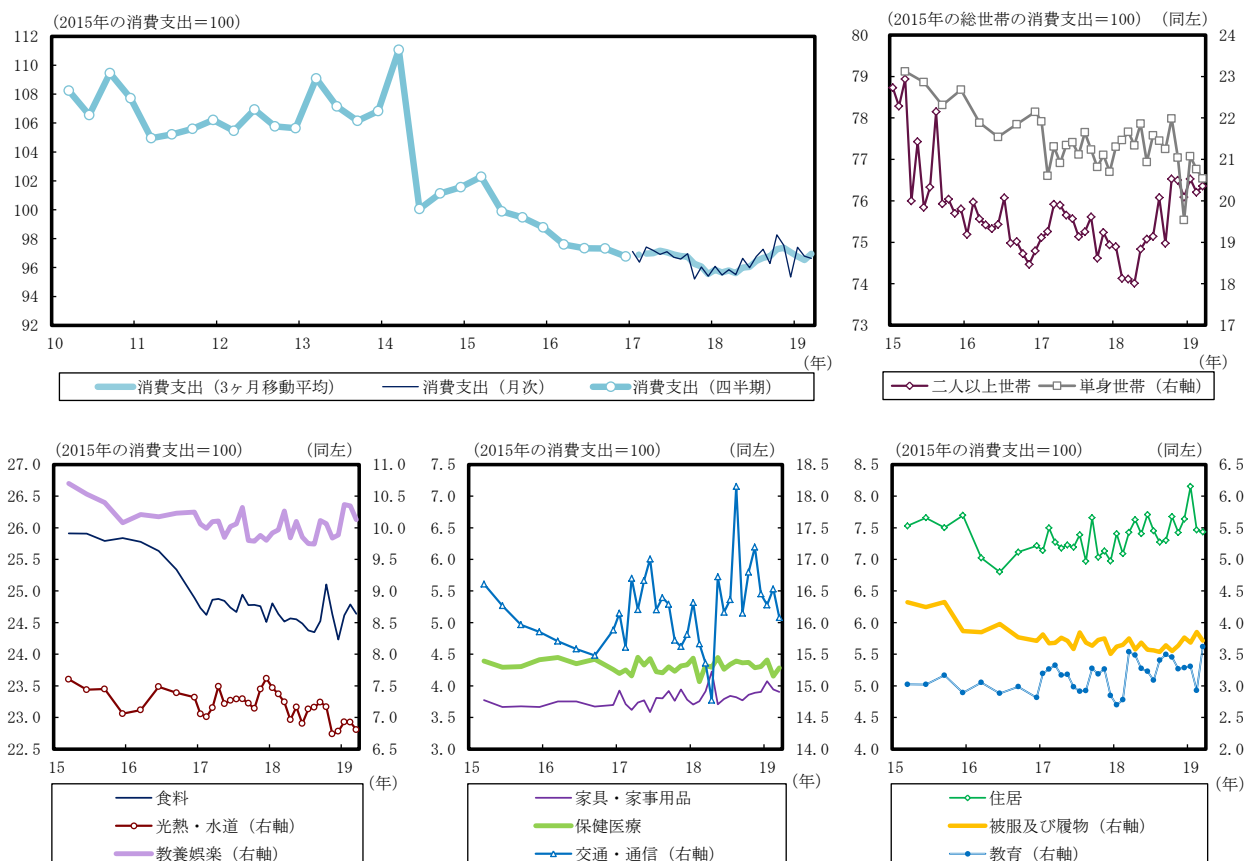 (2015年の消費支出＝100)
112
110
108
106
104
102
100
98
96
94
92
10 11 12 13 14 15 16 17 18 19
(年)
消費支出（3ヶ月移動平均） 消費支出（月次） 消費支出（四半期）
(2015年の総世帯の消費支出＝100) (同左)
80 24
79 23
78 22
77 21
76 20
75 19
74 18
73 17
15 16 17 18 19
(年)
二人以上世帯 単身世帯（右軸）
(2015年の消費支出＝100) (同左)
27.0 11.0
26.5 10.5
26.0 10.0
25.5 9.5
25.0 9.0
24.5 8.5
24.0 8.0
23.5 7.5
23.0 7.0
22.5 6.5
15 16 17 18 19
(年)
食料
光熱・水道（右軸）
教養娯楽（右軸）
(2015年の消費支出＝100) (同左)
7.5 18.5
7.0 18.0
6.5 17.5
6.0 17.0
5.5 16.5
5.0 16.0
4.5 15.5
4.0 15.0
3.5 14.5
3.0 14.0
15 16 17 18 19
(年)
家具・家事用品
保健医療
交通・通信（右軸）
(2015年の消費支出＝100) (同左)
8.5 6.5
8.0 6.0
7.5 5.5
7.0 5.0
6.5 4.5
6.0 4.0
5.5 3.5
5.0 3.0
4.5 2.5
4.0 2.0
15 16 17 18 19
(年)
住居
被服及び履物（右軸）
教育（右軸）